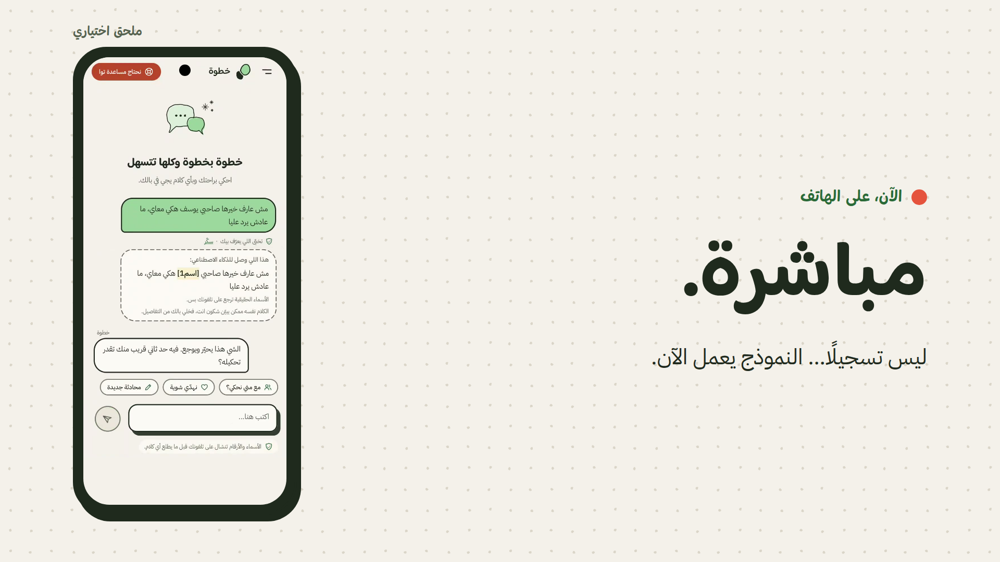 ملحق اختياري
خطوة
نحتاج مساعدة توا
خطوة بخطوة وكلها تتسهل
احكي براحتك وبأي كلام يجي في بالك.
مش عارف خيرها صاحبي يوسف هكي معاي، ما
عادش يرد عليا
تخبّى اللي يعرّف بيك · سكّر
هذا اللي وصل للذكاء الاصطناعي:
مش عارف خيرها صاحبي [اسم1] هكي معاي، ما
عادش يرد عليا
الأسماء الحقيقية ترجع على تلفونك بس.
الكلام نفسه ممكن يبيّن شكون انت، فخلي بالك من التفاصيل.
خطوة
الشي هذا يحيّر ويوجع. فيه حد ثاني قريب منك تقدر
تحكيله؟
مع مني نحكي؟
نهدّي شوية
محادثة جديدة
اكتب هنا...
الأسماء والأرقام تنشال على تلفونك قبل ما يطلع أي كلام.
الآن، على الهاتف
مباشرة.
ليس تسجيلًا... النموذج يعمل الآن.